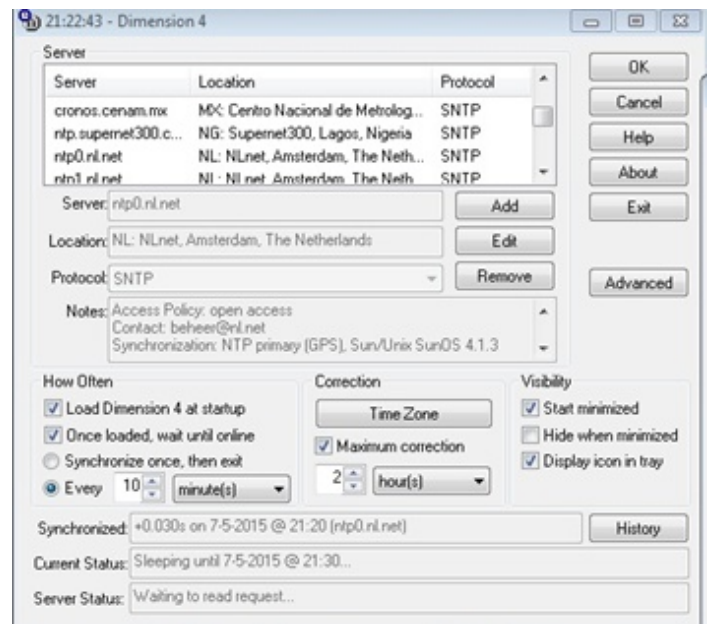 21:22:43 - Dimension 4
Server
Server Location Protocol
cronos.cenam.mx MX: Centro Nacional de Metrolog... SNTP
ntp.supernet300.c... NG: Supernet300, Lagos, Nigeria SNTP
ntp0.nl.net NL: NLnet, Amsterdam, The Neth... SNTP
ntp1.nl.net NL: NLnet, Amsterdam, The Neth... SNTP
OK
Cancel
Help
About
Exit
Advanced
Server: ntp0.nl.net Add
Location: NL: NLnet, Amsterdam, The Netherlands Edit
Protocol: SNTP Remove
Notes: Access Policy: open access
Contact: beheer@nl.net
Synchronization: NTP primary (GPS), Sun/Unix SunOS 4.1.3
How Often
Load Dimension 4 at startup
Once loaded, wait until online
Synchronize once, then exit
Every 10 minute(s)
Correction
Time Zone
Maximum correction
2 hour(s)
Visibility
Start minimized
Hide when minimized
Display icon in tray
Synchronized: +0.030s on 7-5-2015 @ 21:20 (ntp0.nl.net) History
Current Status: Sleeping until 7-5-2015 @ 21:30...
Server Status: Waiting to read request...